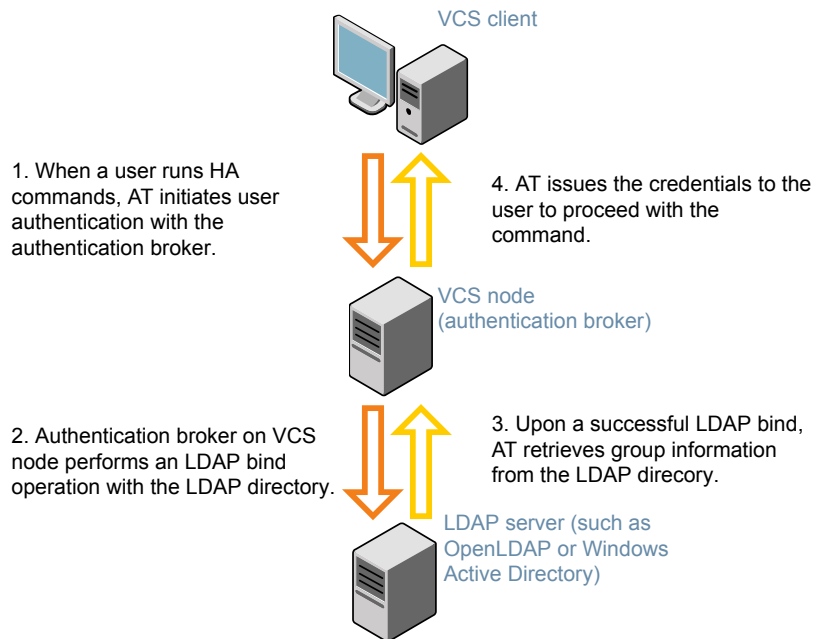 VCS client
1. When a user runs HA
commands, AT initiates user
authentication with the
authentication broker.
4. AT issues the credentials to the
user to proceed with the
command.
VCS node
(authentication broker)
2. Authentication broker on VCS
node performs an LDAP bind
operation with the LDAP directory.
3. Upon a successful LDAP bind,
AT retrieves group information
from the LDAP direcory.
LDAP server (such as
OpenLDAP or Windows
Active Directory)